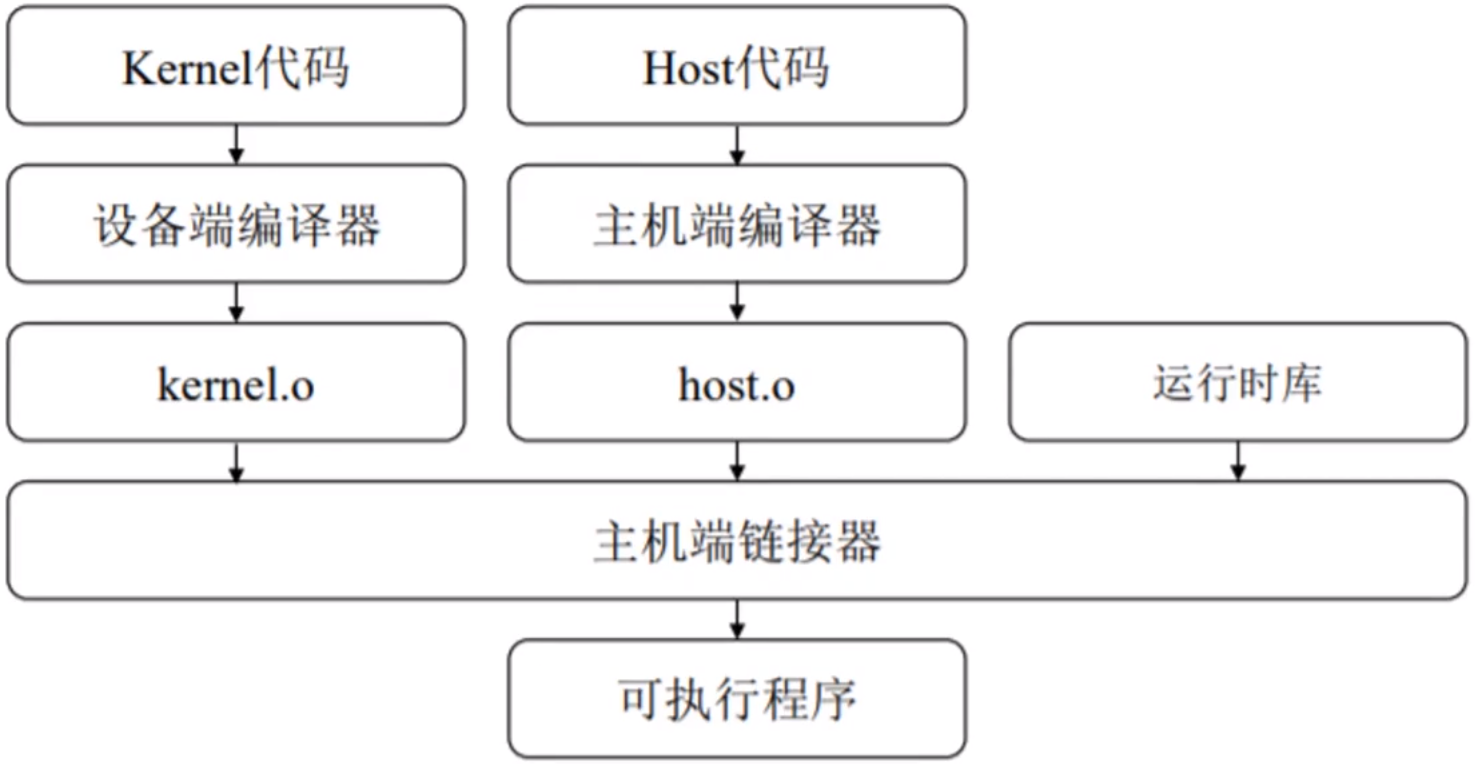 Kernel代码
Host代码
设备端编译器
主机端编译器
kernel.o
host.o
运行时库
主机端链接器
可执行程序